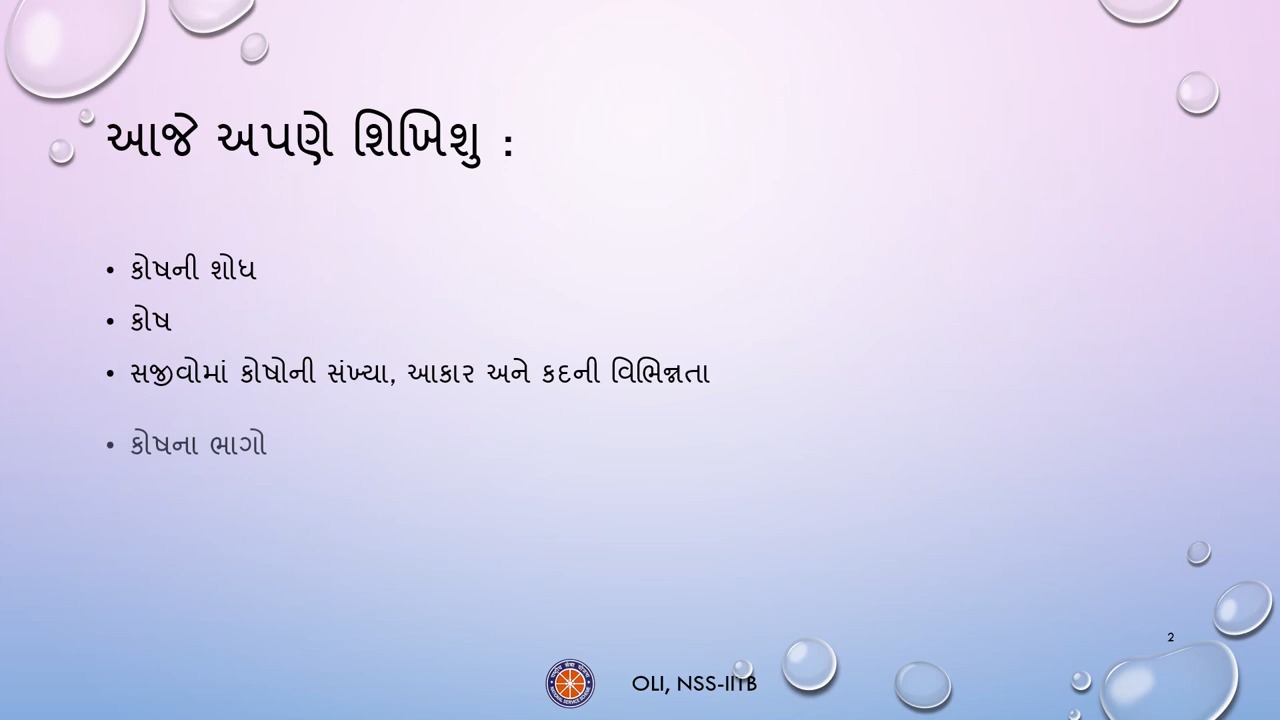 આજે અપણે શિખિશુ :
• કોષની શોધ
• કોષ
• સજીવોમાં કોષોની સંખ્યા, આકાર અને કદની વિભિન્નતા
• કોષના ભાગો
2
OLI, NSS-IITB